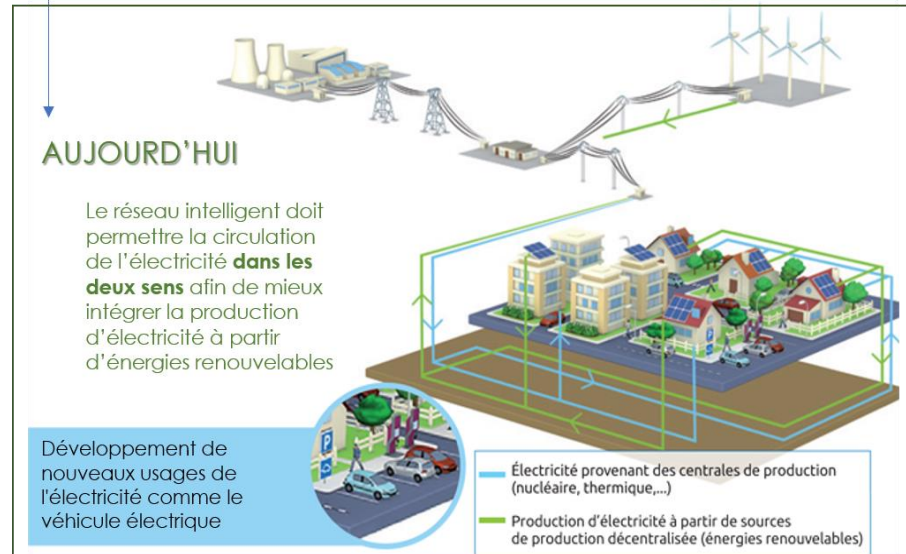 AUJOURD'HUI
Le réseau intelligent doit
permettre la circulation
de l'électricité dans les
deux sens afin de mieux
intégrer la production
d'électricité à partir
d'énergies renouvelables
Développement de
nouveaux usages de
l'électricité comme le
véhicule électrique
P
Électricité provenant des centrales de production
(nucléaire, thermique,...)
Production d'électricité à partir de sources
de production décentralisée (énergies renouvelables)